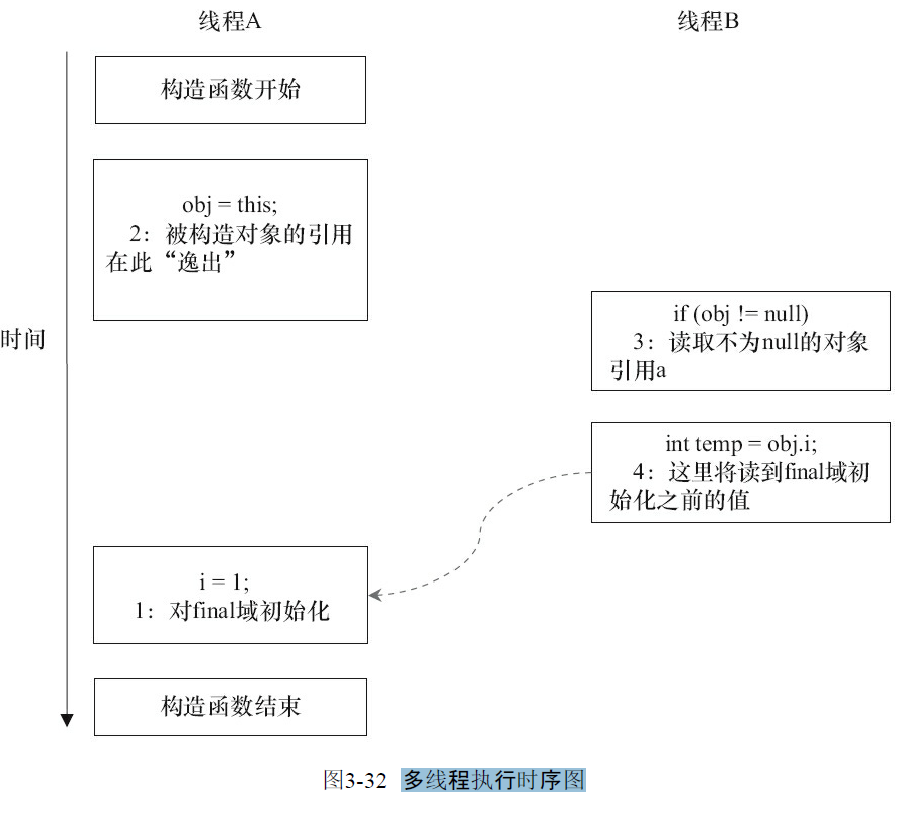 线程A
线程B
构造函数开始
obj = this;
2：被构造对象的引用
在此“逸出”
if (obj != null)
3：读取不为null的对象
引用a
时间
int temp = obj.i;
4：这里将读到final域初
始化之前的值
i = 1;
1：对final域初始化
构造函数结束
图3-32 多线程执行时序图